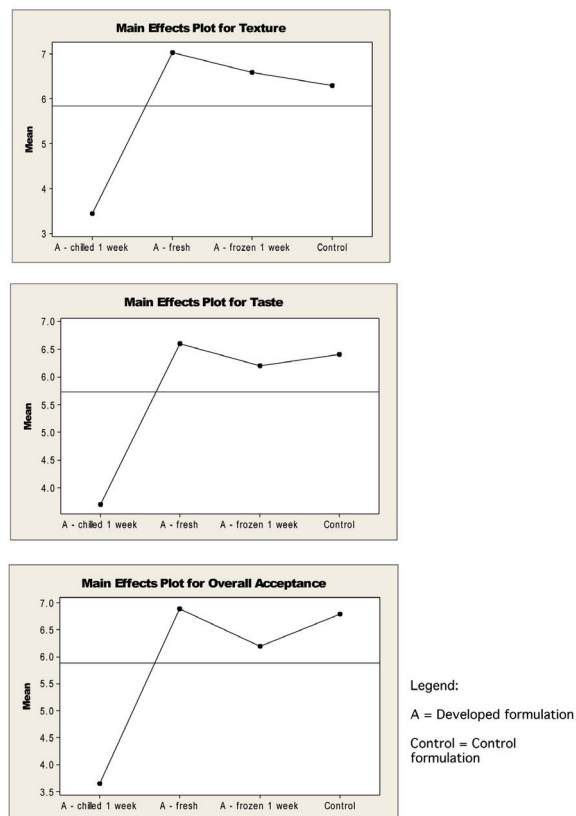 Main Effects Plot for Texture
7
6
5
4
3
Mean
A - chilled 1 week A - fresh A - frozen 1 week Control
Main Effects Plot for Taste
7.0
6.5
6.0
5.5
5.0
4.5
4.0
Mean
A - chilled 1 week A - fresh A - frozen 1 week Control
Main Effects Plot for Overall Acceptance
7.0
6.5
6.0
5.5
5.0
4.5
4.0
3.5
Mean
A - chilled 1 week A - fresh A - frozen 1 week Control
Legend:
A = Developed formulation
Control = Control
formulation